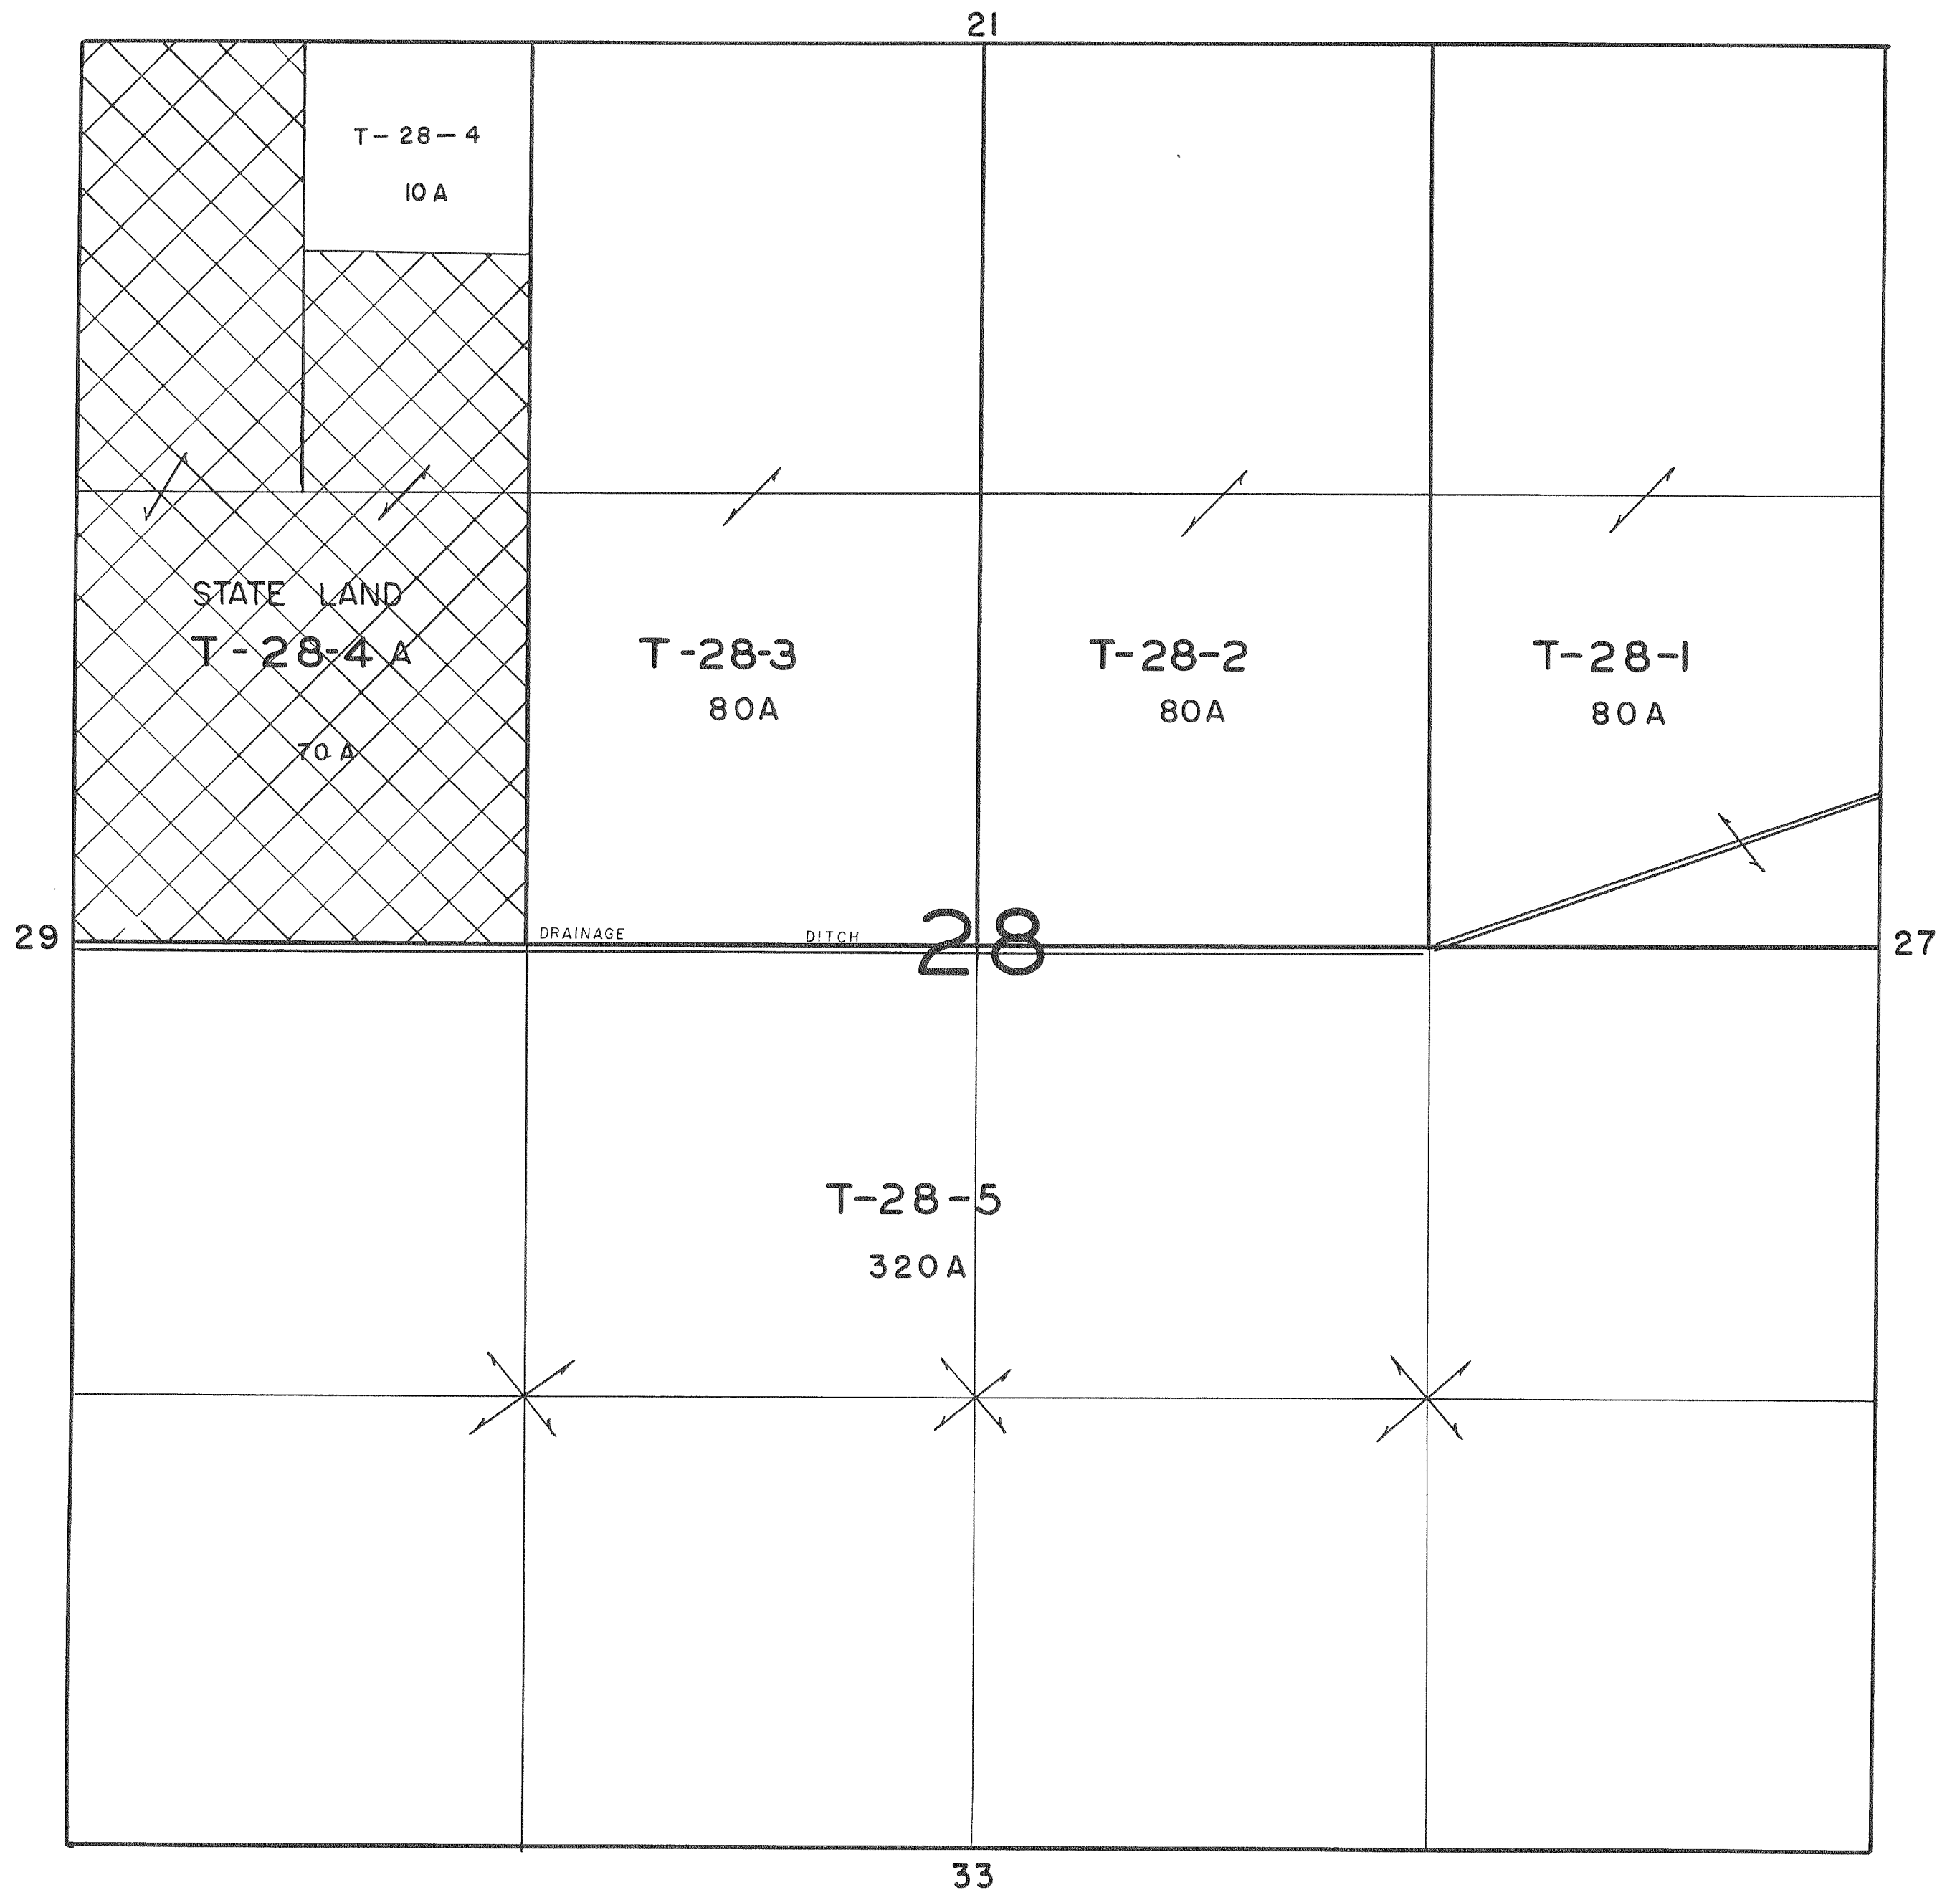 21
T-28-4
10 A
STATE LAND
T-28-4 A
70 A
T-28-3
80A
T-28-2
80A
T-28-1
80A
29
DRAINAGE DITCH
28
27
T-28-5
320A
33